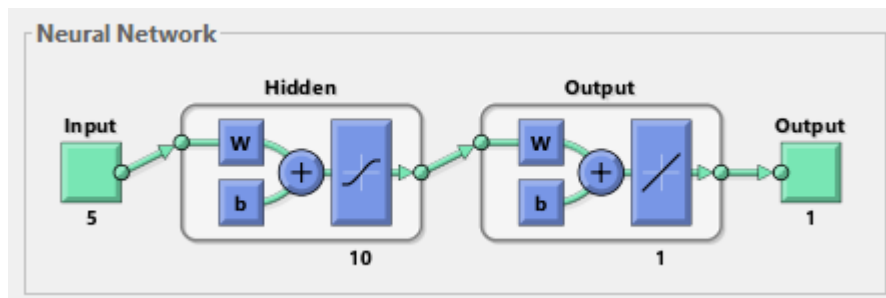 Neural Network
Hidden
Output
Input
Output
W
b
+
W
b
+
5
10
1
1